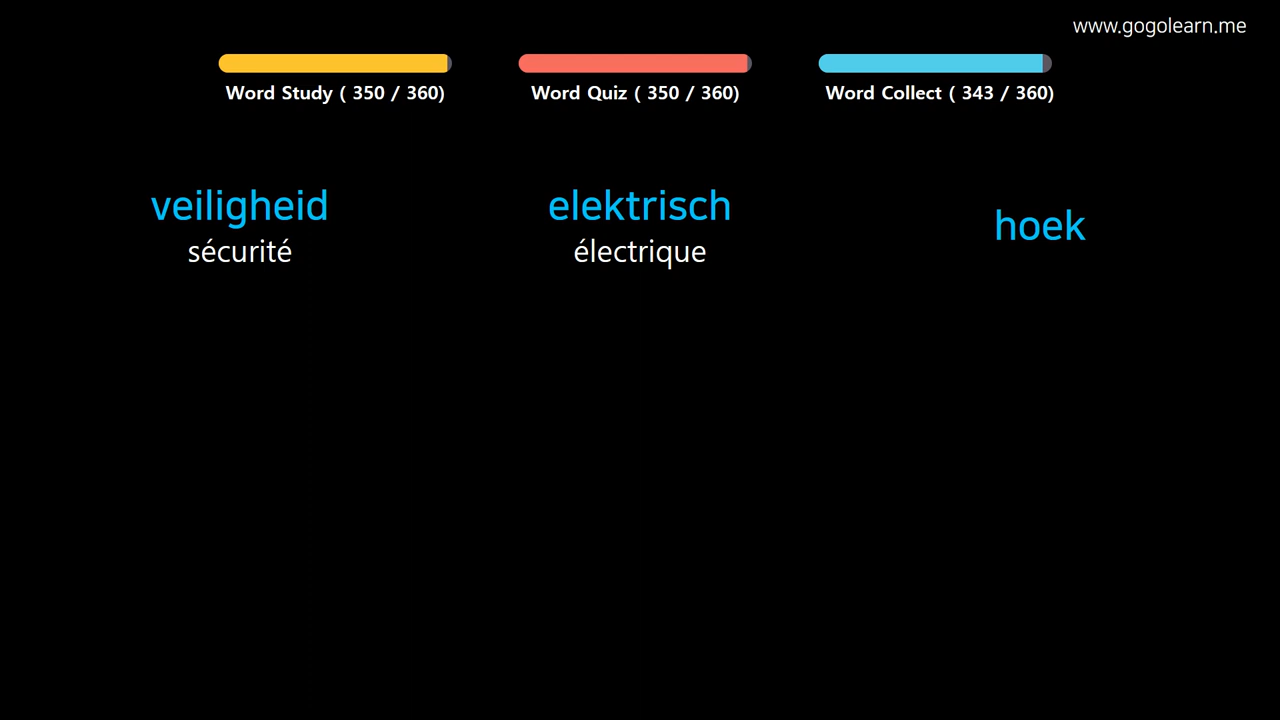 www.gogolearn.me
Word Study ( 350 / 360)
Word Quiz ( 350 / 360)
Word Collect ( 343 / 360)
veiligheid
sécurité
elektrisch
électrique
hoek